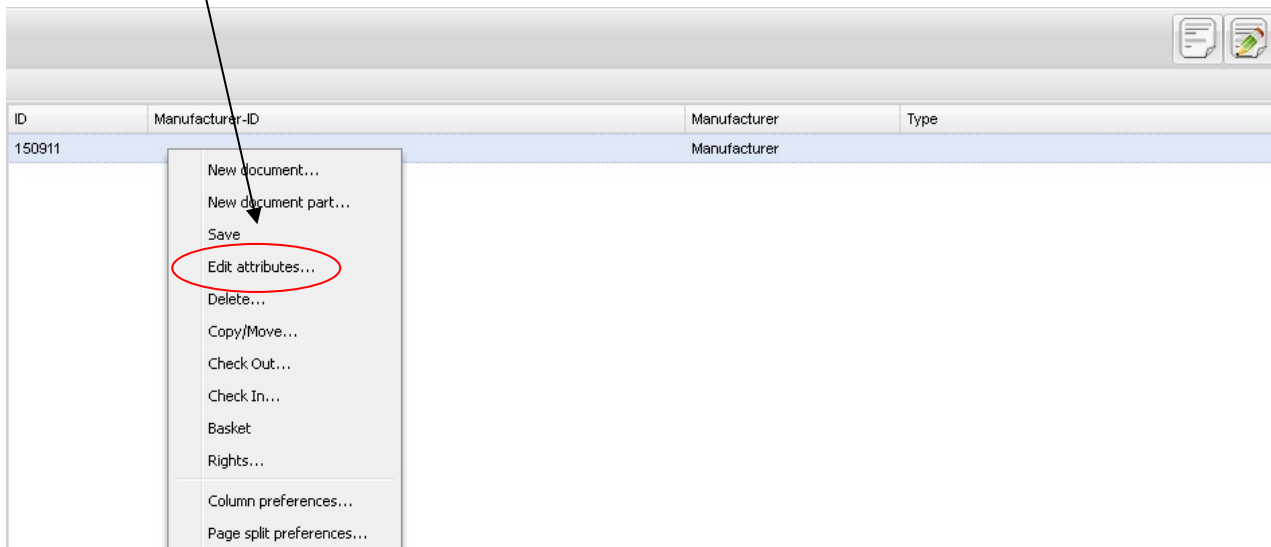 ID Manufacturer-ID Manufacturer Type
150911 Manufacturer
New document...
New document part...
Save
Edit attributes...
Delete...
Copy/Move...
Check Out...
Check In...
Basket
Rights...
Column preferences...
Page split preferences...